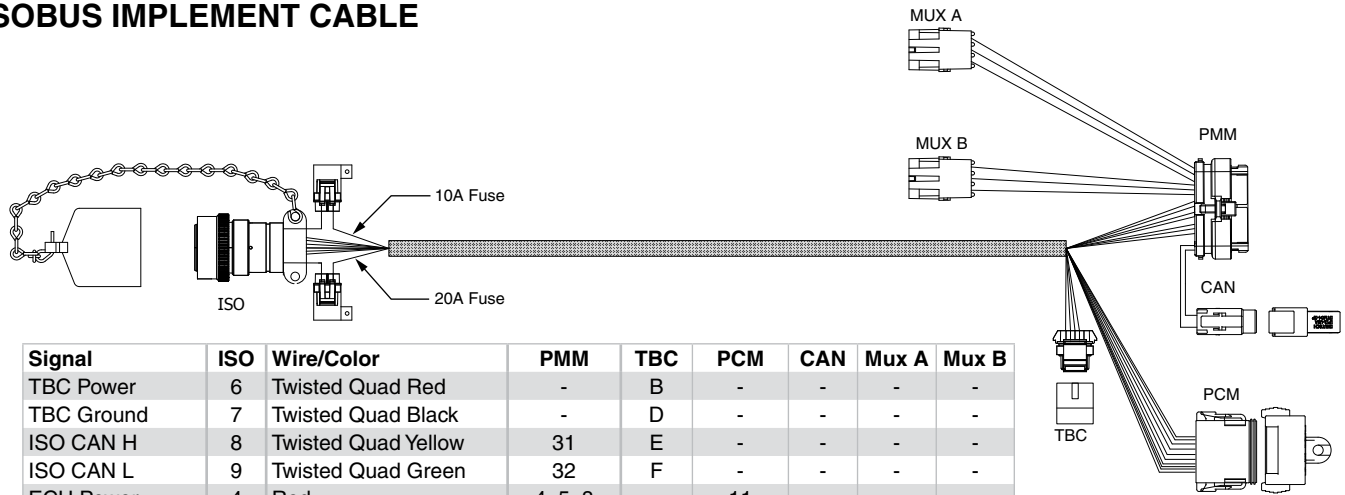 SOBUS IMPLEMENT CABLE
MUX A
MUX B
PMM
10A Fuse
20A Fuse
ISO
CAN
TBC
PCM
Signal ISO Wire/Color PMM TBC PCM CAN Mux A Mux B
TBC Power 6 Twisted Quad Red - B - - - -
TBC Ground 7 Twisted Quad Black - D - - - -
ISO CAN H 8 Twisted Quad Yellow 31 E - - - -
ISO CAN L 9 Twisted Quad Green 32 F - - - -